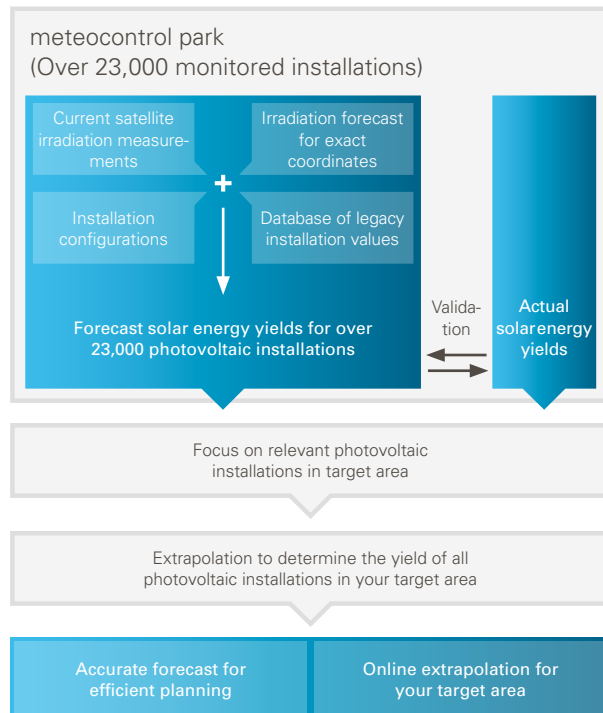 meteocontrol park
(Over 23,000 monitored installations)
Current satellite
irradiation measure-
ments
Irradiation forecast
for exact
coordinates
+
Installation
configurations
Database of legacy
installation values
Forecast solar energy yields for over
23,000 photovoltaic installations
Valida-
tion
Actual
solar energy
yields
Focus on relevant photovoltaic
installations in target area
Extrapolation to determine the yield of all
photovoltaic installations in your target area
Accurate forecast for
efficient planning
Online extrapolation for
your target area